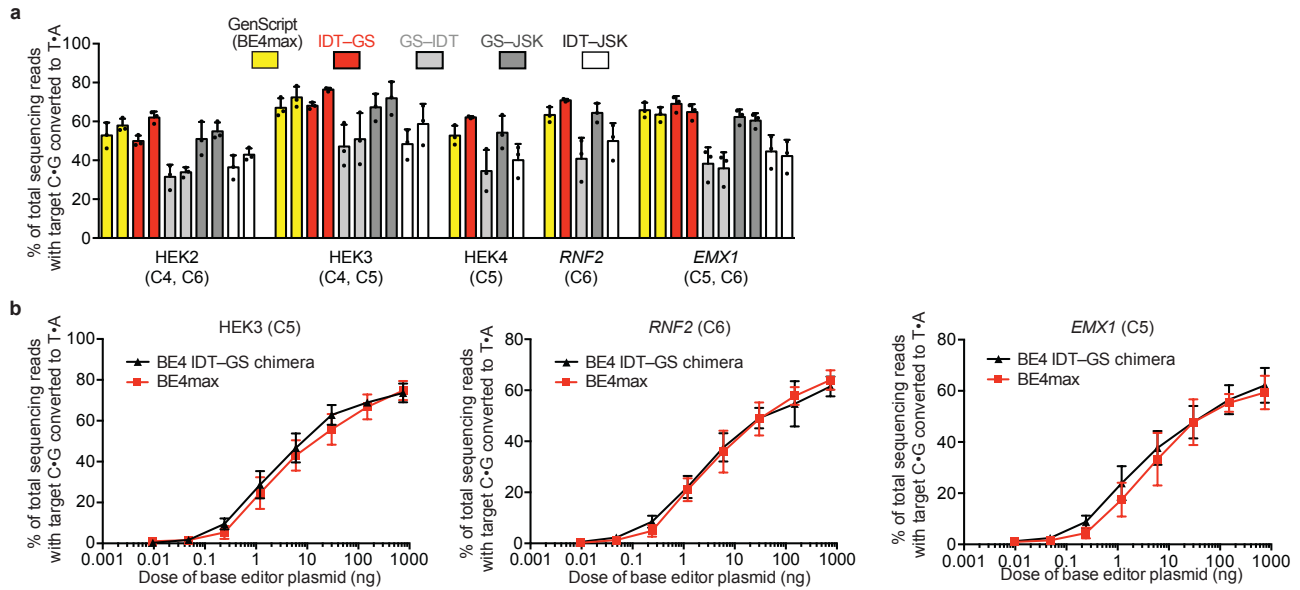 a
GenScript
(BE4max)
IDT–GS
GS–IDT
GS–JSK
IDT–JSK
% of total sequencing reads
with target C•G converted to T•A
100
80
60
40
20
0
HEK2
(C4, C6)
HEK3
(C4, C5)
HEK4
(C5)
RNF2
(C6)
EMX1
(C5, C6)
b
HEK3 (C5)
% of total sequencing reads
with target C•G converted to T•A
100
80
60
40
20
0
BE4 IDT–GS chimera
BE4max
0.001 0.01 0.1 1 10 100 1000
Dose of base editor plasmid (ng)
RNF2 (C6)
% of total sequencing reads
with target C•G converted to T•A
80
60
40
20
0
BE4 IDT–GS chimera
BE4max
0.001 0.01 0.1 1 10 100 1000
Dose of base editor plasmid (ng)
EMX1 (C5)
% of total sequencing reads
with target C•G converted to T•A
80
60
40
20
0
BE4 IDT–GS chimera
BE4max
0.001 0.01 0.1 1 10 100 1000
Dose of base editor plasmid (ng)